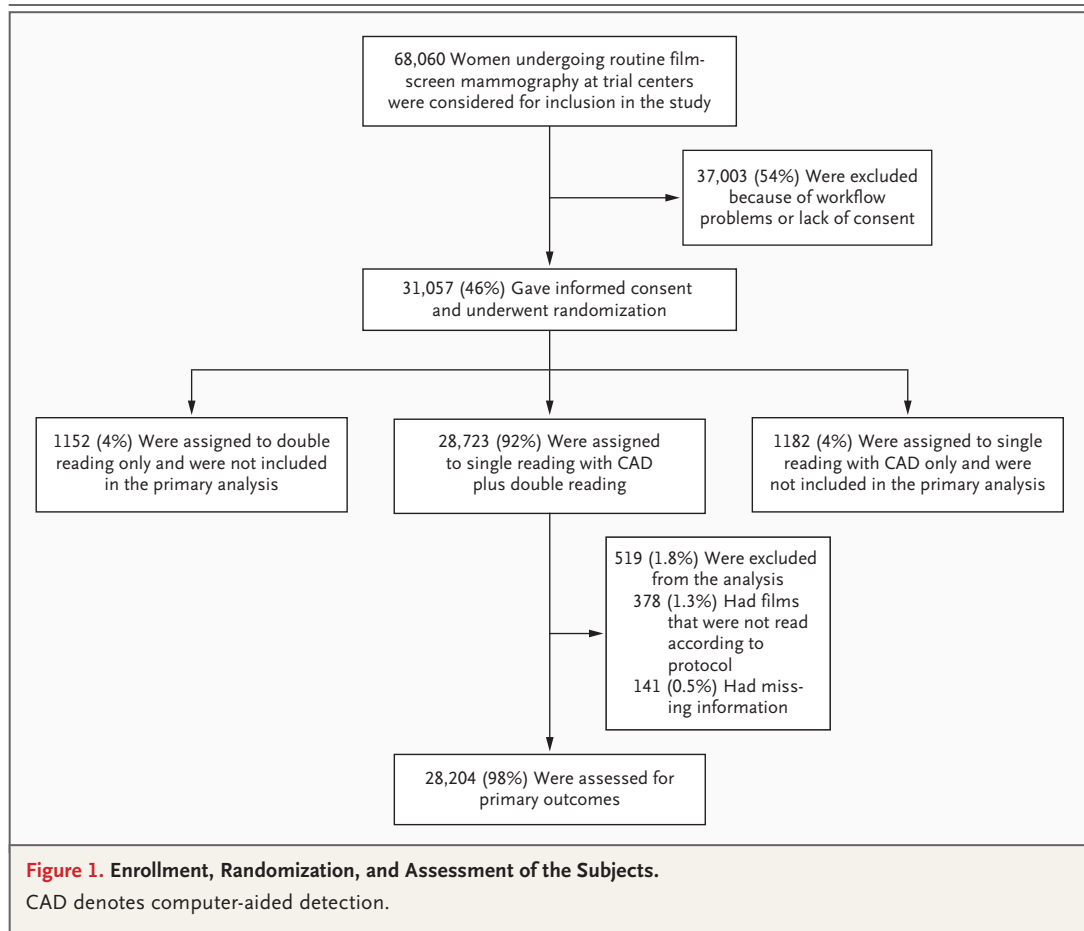 68,060 Women undergoing routine film-
screen mammography at trial centers
were considered for inclusion in the study
37,003 (54%) Were excluded
because of workflow
problems or lack of consent
31,057 (46%) Gave informed consent
and underwent randomization
1152 (4%) Were assigned to double
reading only and were not included
in the primary analysis
28,723 (92%) Were assigned
to single reading with CAD
plus double reading
1182 (4%) Were assigned to single
reading with CAD only and were
not included in the primary analysis
519 (1.8%) Were excluded
from the analysis
378 (1.3%) Had films
that were not read
according to
protocol
141 (0.5%) Had miss-
ing information
28,204 (98%) Were assessed for
primary outcomes
Figure 1. Enrollment, Randomization, and Assessment of the Subjects.
CAD denotes computer-aided detection.